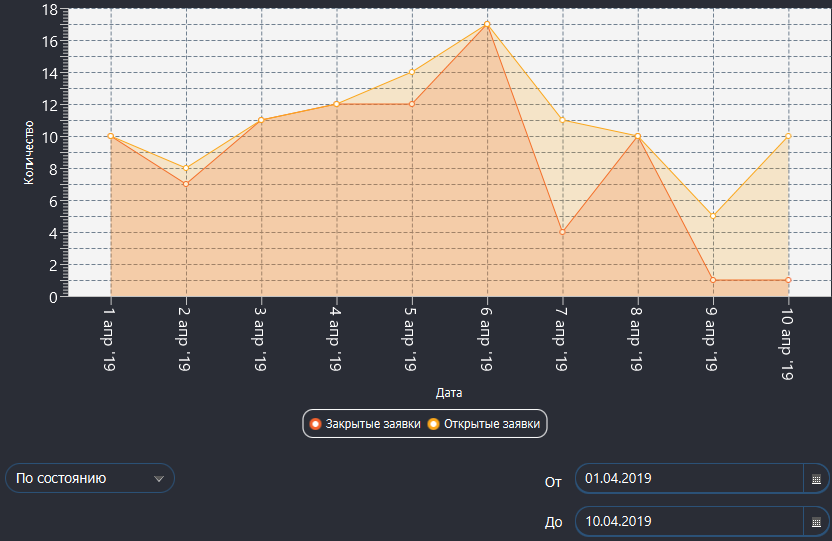 18
16
14
12
10
8
6
4
2
0
Количество
1 апр '19
2 апр '19
3 апр '19
4 апр '19
5 апр '19
6 апр '19
7 апр '19
8 апр '19
9 апр '19
10 апр '19
Дата
Закрытые заявки Открытые заявки
По состоянию
От 01.04.2019
До 10.04.2019